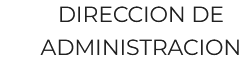 DIRECCION DE
ADMINISTRACION